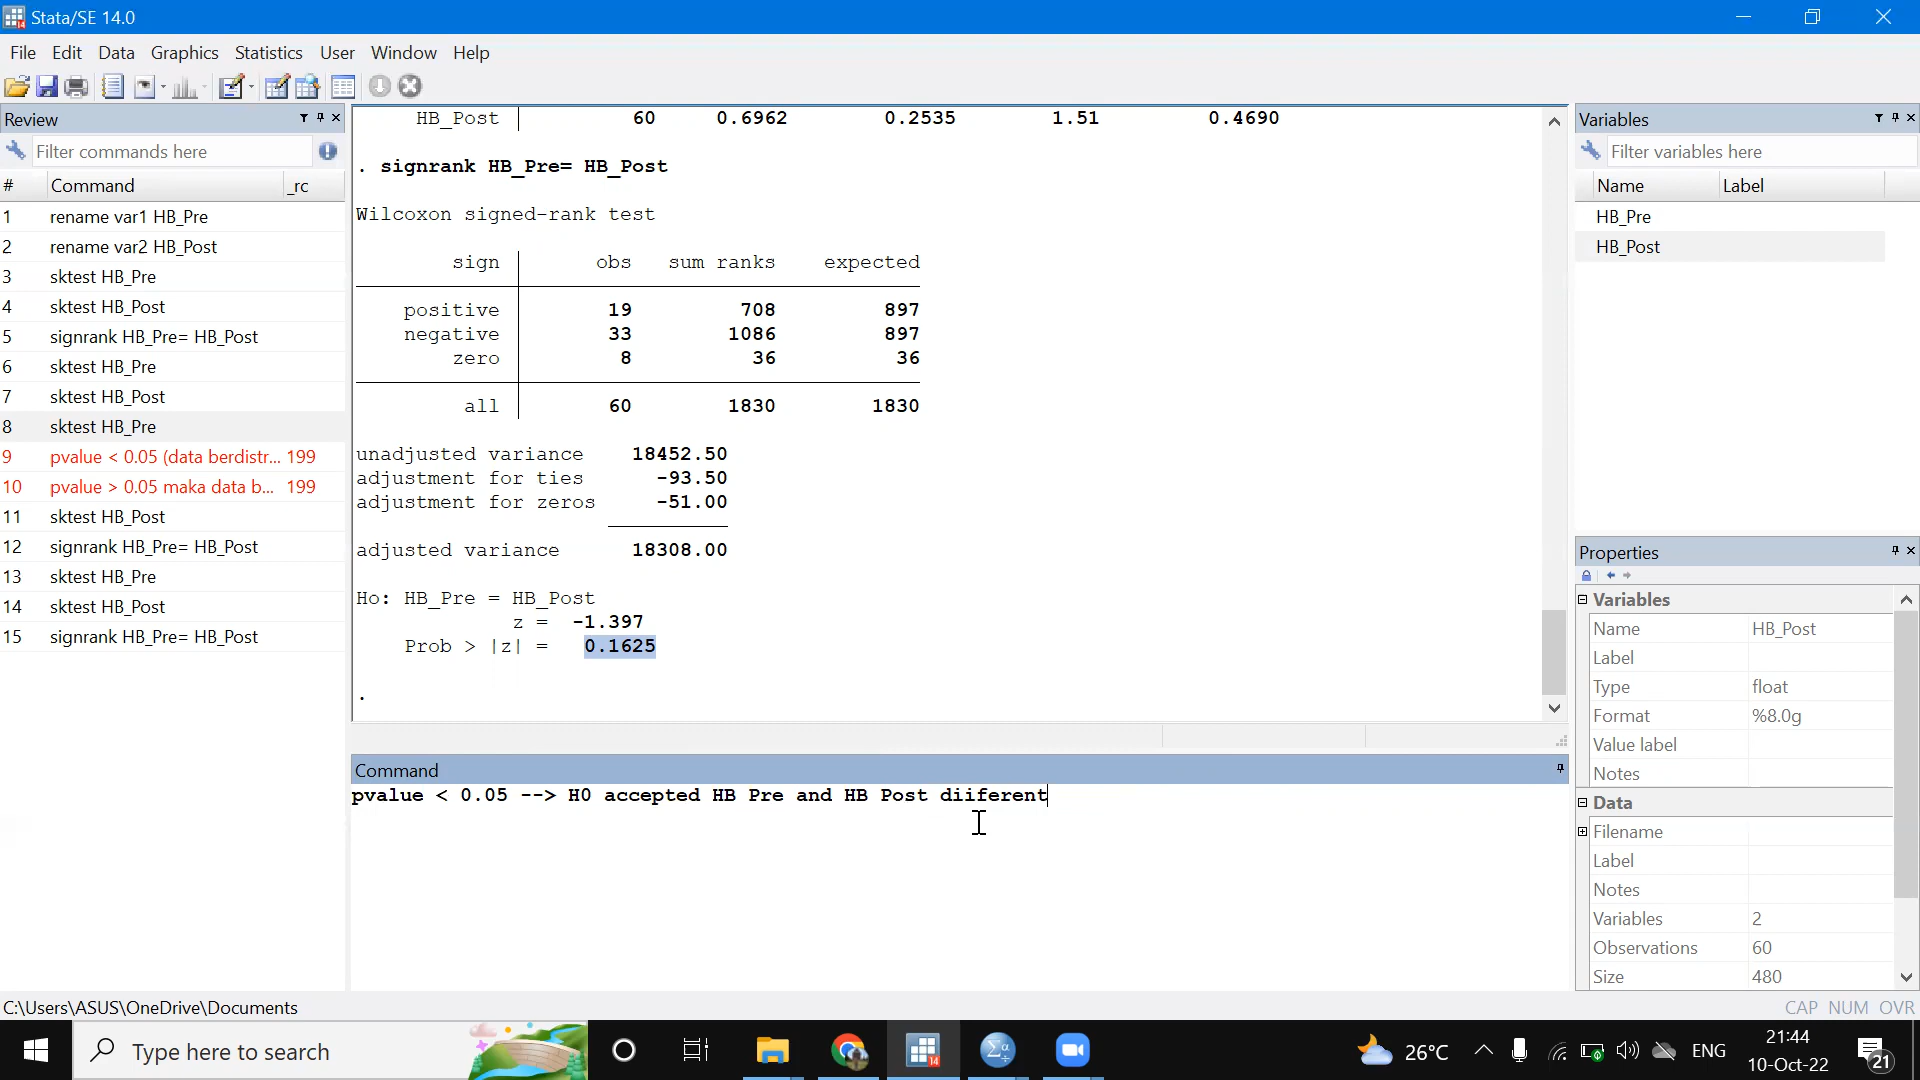 Stata/SE 14.0
File Edit Data Graphics Statistics User Window Help
Review
Filter commands here
# Command _rc
1 rename var1 HB_Pre
2 rename var2 HB_Post
3 sktest HB_Pre
4 sktest HB_Post
5 signrank HB_Pre= HB_Post
6 sktest HB_Pre
7 sktest HB_Post
8 sktest HB_Pre
9 pvalue < 0.05 (data berdistr... 199
10 pvalue > 0.05 maka data b... 199
11 sktest HB_Post
12 signrank HB_Pre= HB_Post
13 sktest HB_Pre
14 sktest HB_Post
15 signrank HB_Pre= HB_Post
HB_Post 60 0.6962 0.2535 1.51 0.4690
. signrank HB_Pre= HB_Post
Wilcoxon signed-rank test
sign obs sum ranks expected
positive 19 708 897
negative 33 1086 897
zero 8 36 36
all 60 1830 1830
unadjusted variance 18452.50
adjustment for ties -93.50
adjustment for zeros -51.00
adjusted variance 18308.00
Ho: HB_Pre = HB_Post
z = -1.397
Prob > |z| = 0.1625
.
Command
pvalue < 0.05 --> H0 accepted HB Pre and HB Post diiferent
Variables
Filter variables here
Name Label
HB_Pre
HB_Post
Properties
Variables
Name HB_Post
Label
Type float
Format %8.0g
Value label
Notes
Data
Filename
Label
Notes
Variables 2
Observations 60
Size 480
C:\Users\ASUS\OneDrive\Documents
CAP NUM OVR
Type here to search
14
26°C
ENG
21:44
10-Oct-22
21